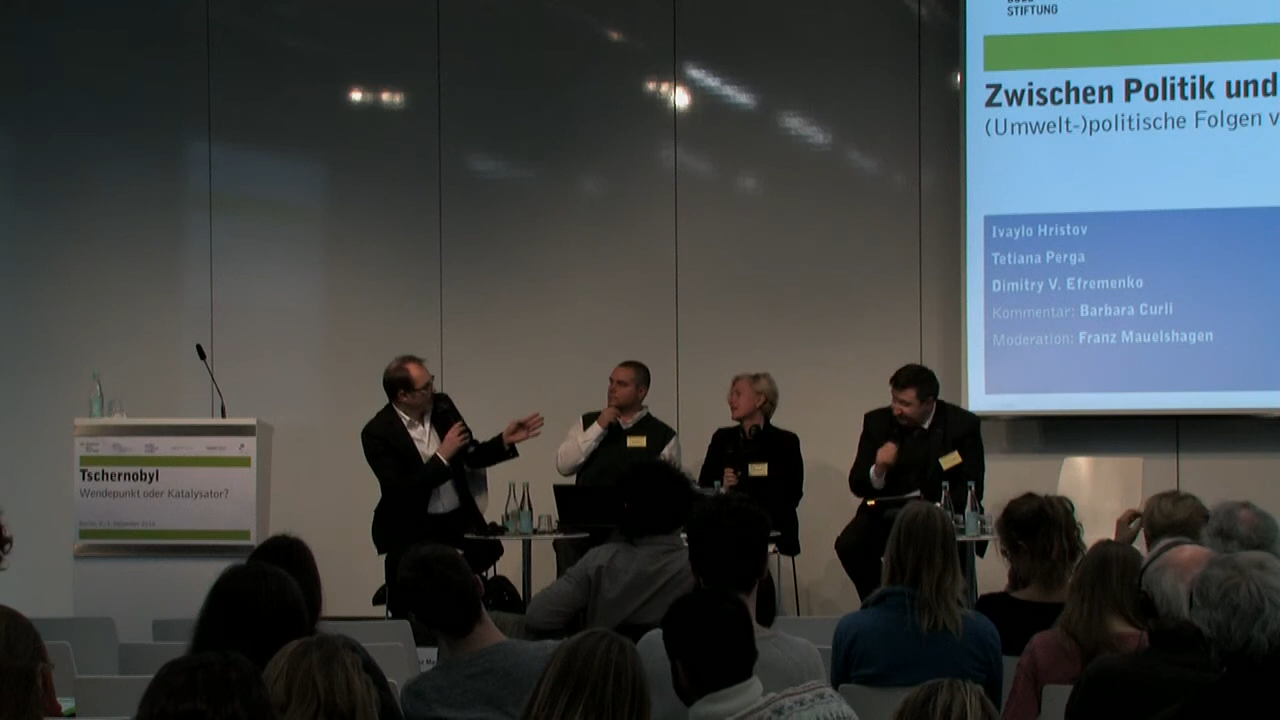 STIFTUNG
Zwischen Politik und
(Umwelt-)politische Folgen v
Ivaylo Hristov
Tetiana Perga
Dimitry V. Efremenko
Kommentar: Barbara Curli
Moderation: Franz Mauelshagen
Tschernobyl
Wendepunkt oder Katalysator?